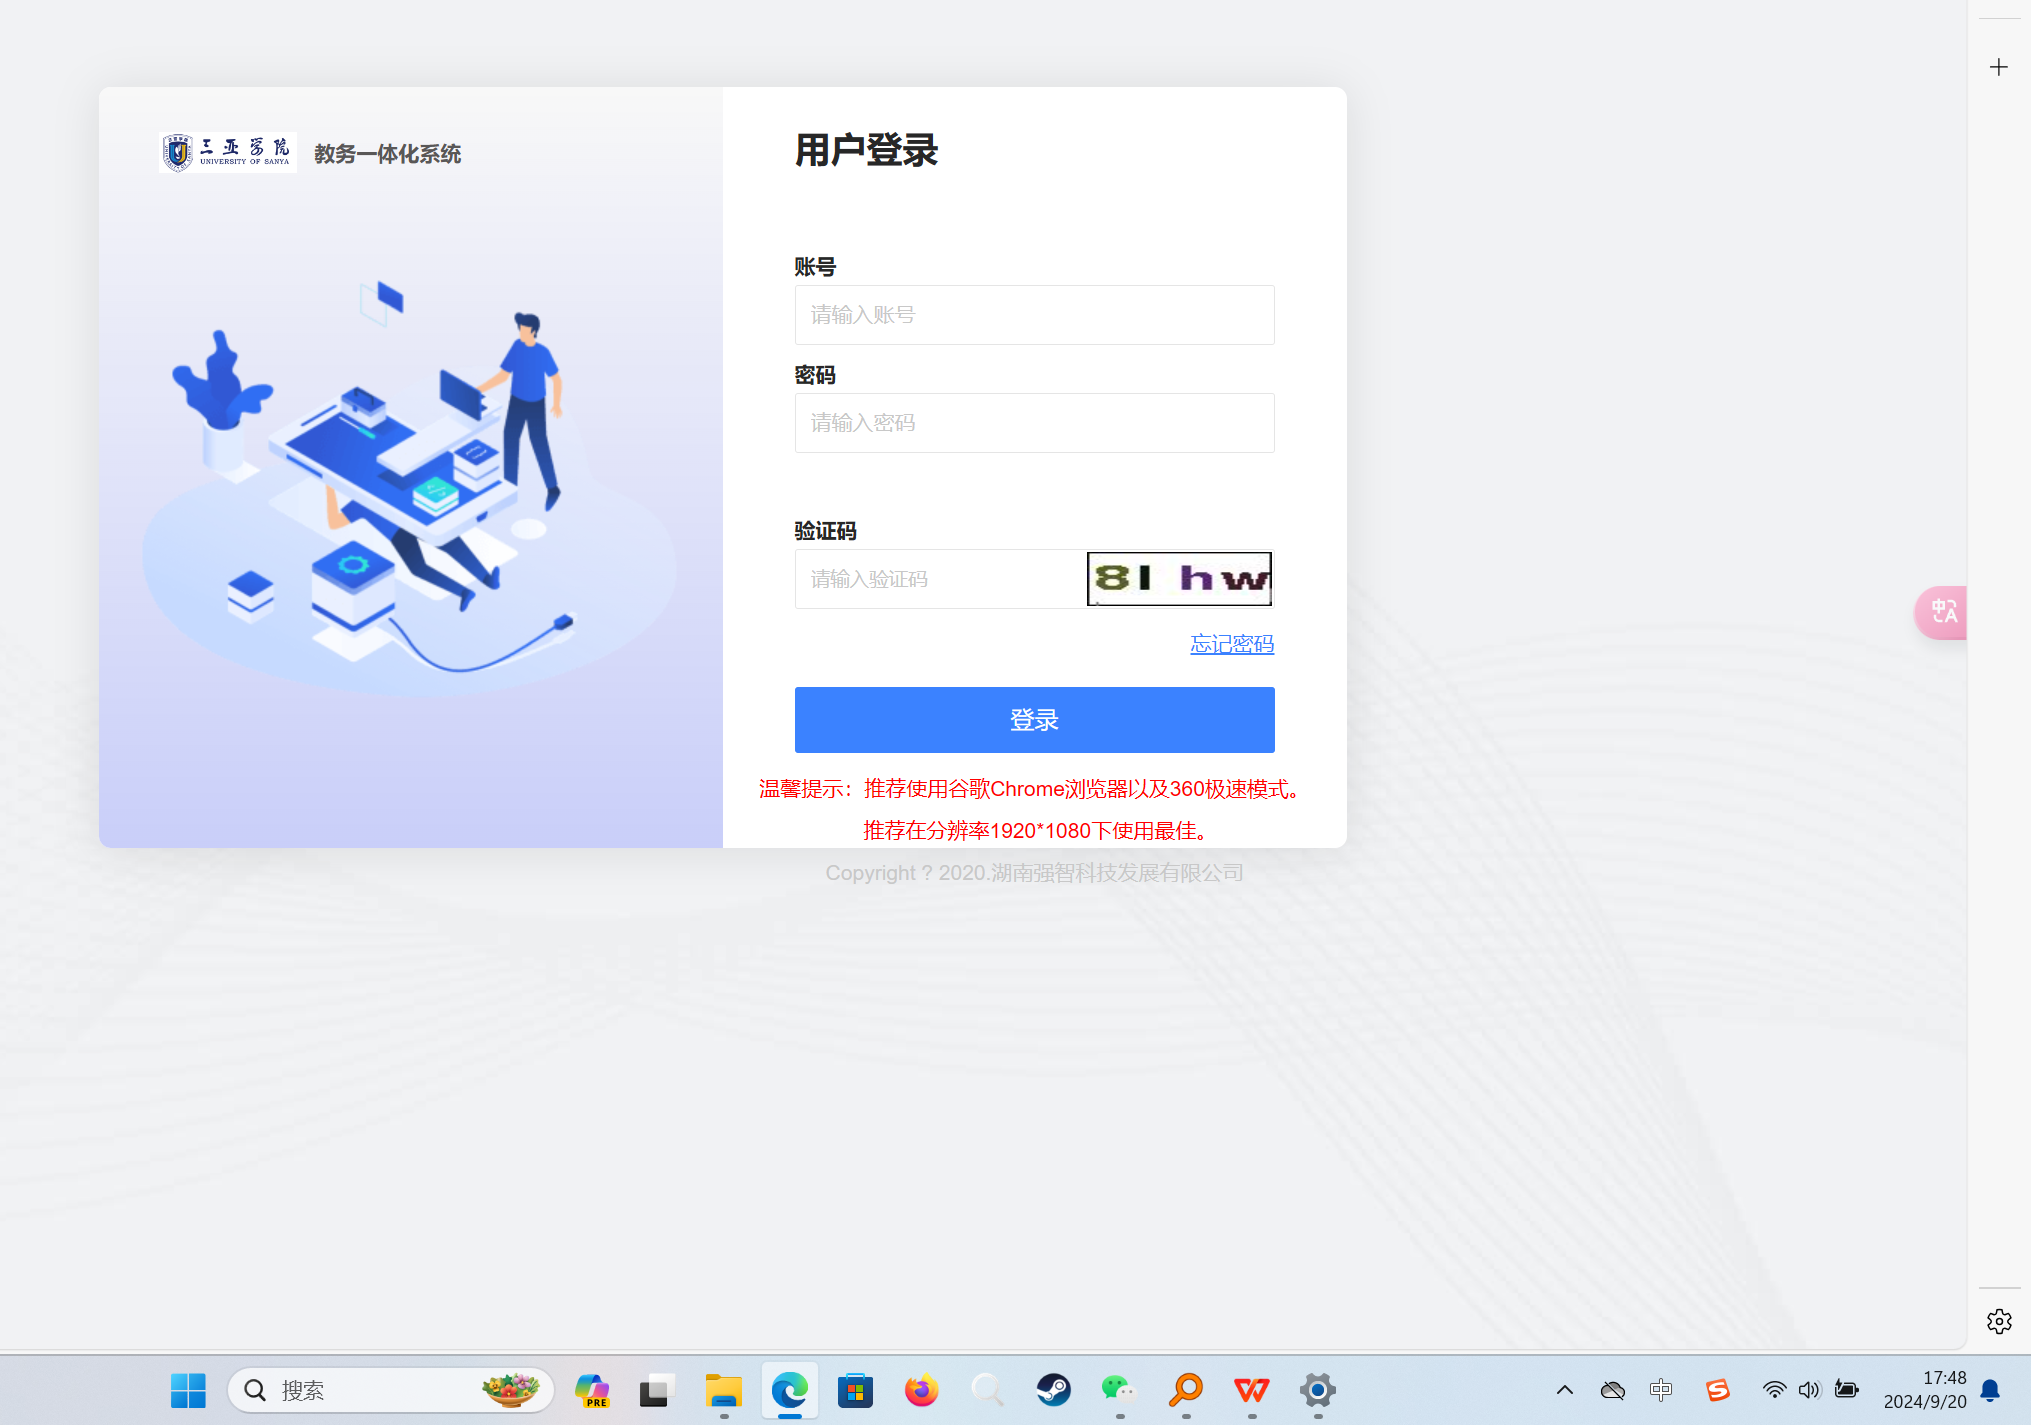 三亚学院
UNIVERSITY OF SANYA
教务一体化系统
用户登录
账号
请输入账号
密码
请输入密码
验证码
请输入验证码
8l hw
忘记密码
登录
温馨提示：推荐使用谷歌Chrome浏览器以及360极速模式。
推荐在分辨率1920*1080下使用最佳。
Copyright ? 2020.湖南强智科技发展有限公司
中A
搜索
PRE
中
17:48
2024/9/20